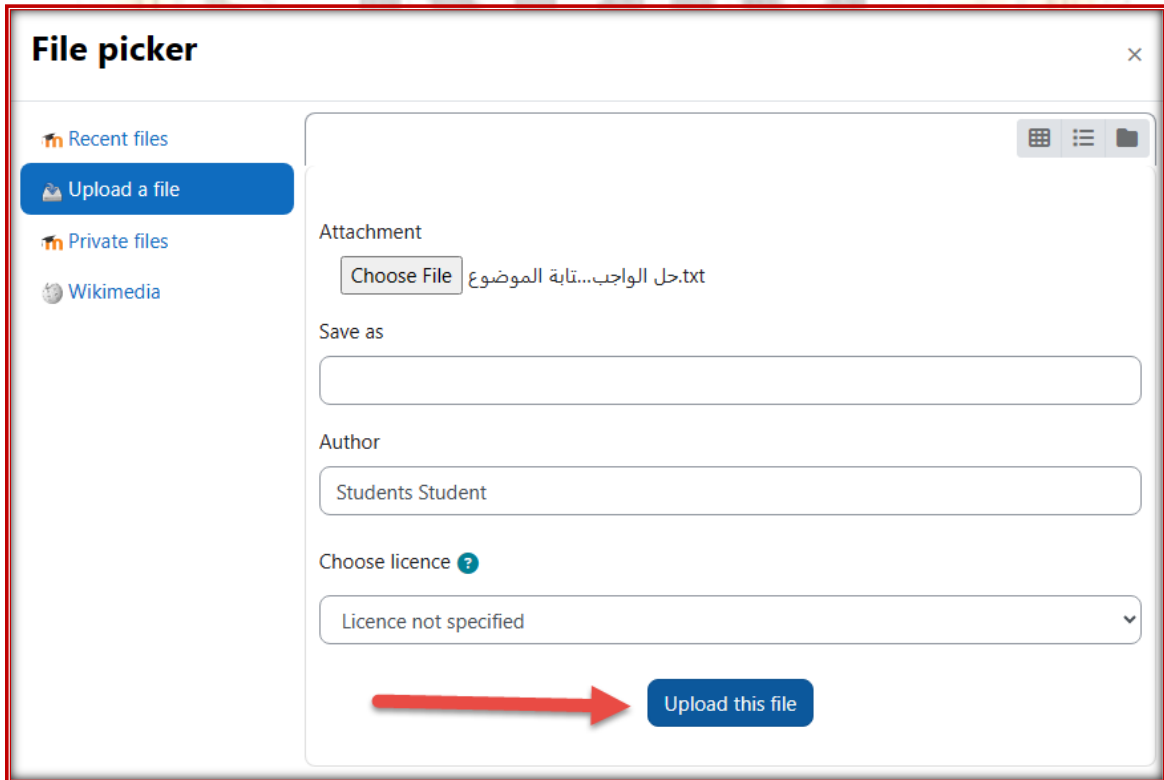 File picker
×
Recent files
Upload a file
Private files
Wikimedia
Attachment
Choose File حل الواجب...تابة الموضوع.txt
Save as
Author
Students Student
Choose licence ?
Licence not specified
Upload this file